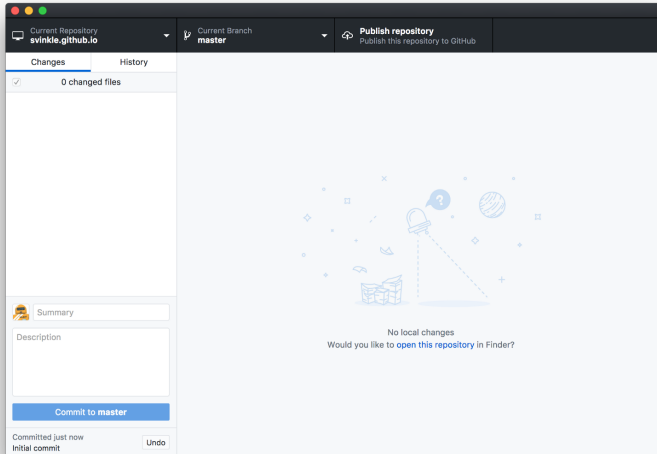 Current Repository
svinkle.github.io
Current Branch
master
Publish repository
Publish this repository to GitHub
Changes
History
0 changed files
?
No local changes
Would you like to open this repository in Finder?
Summary
Description
Commit to master
Committed just now
Initial commit
Undo